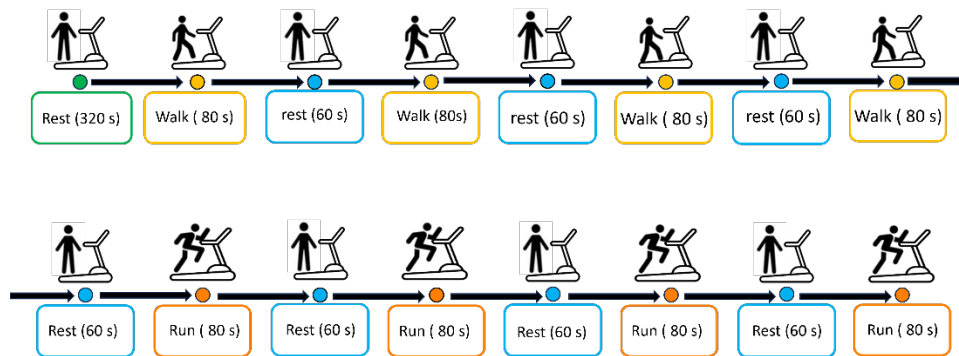 Rest (320 s)
Walk ( 80 s)
rest (60 s)
Walk (80s)
rest (60 s)
Walk ( 80 s)
rest (60 s)
Walk ( 80 s)
Rest (60 s)
Run ( 80 s)
Rest (60 s)
Run ( 80 s)
Rest (60 s)
Run ( 80 s)
Rest (60 s)
Run ( 80 s)